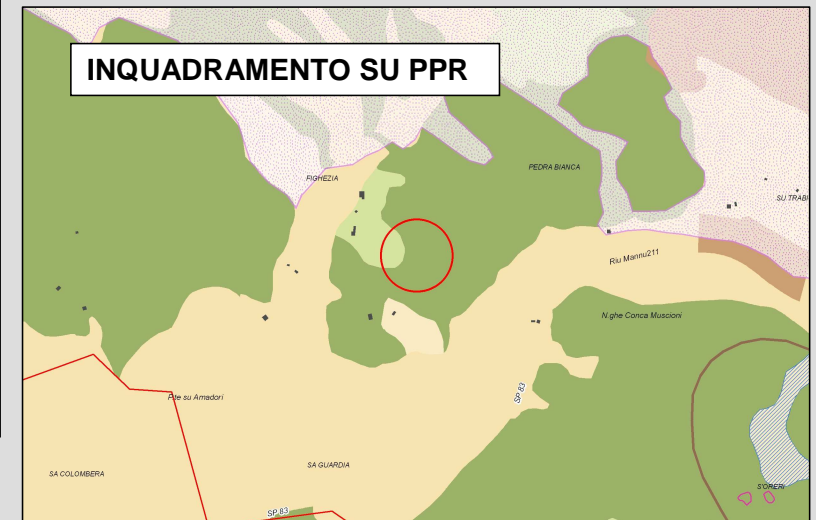 INQUADRAMENTO SU PPR
PEDRA BIANCA
FIGHEZIA
SU TRABI
Riu Mannu211
N.ghe Conca Muscioni
SP 83
P.te su Amadori
SA GUARDIA
SA COLOMBERA
S'ORERI
SP 83